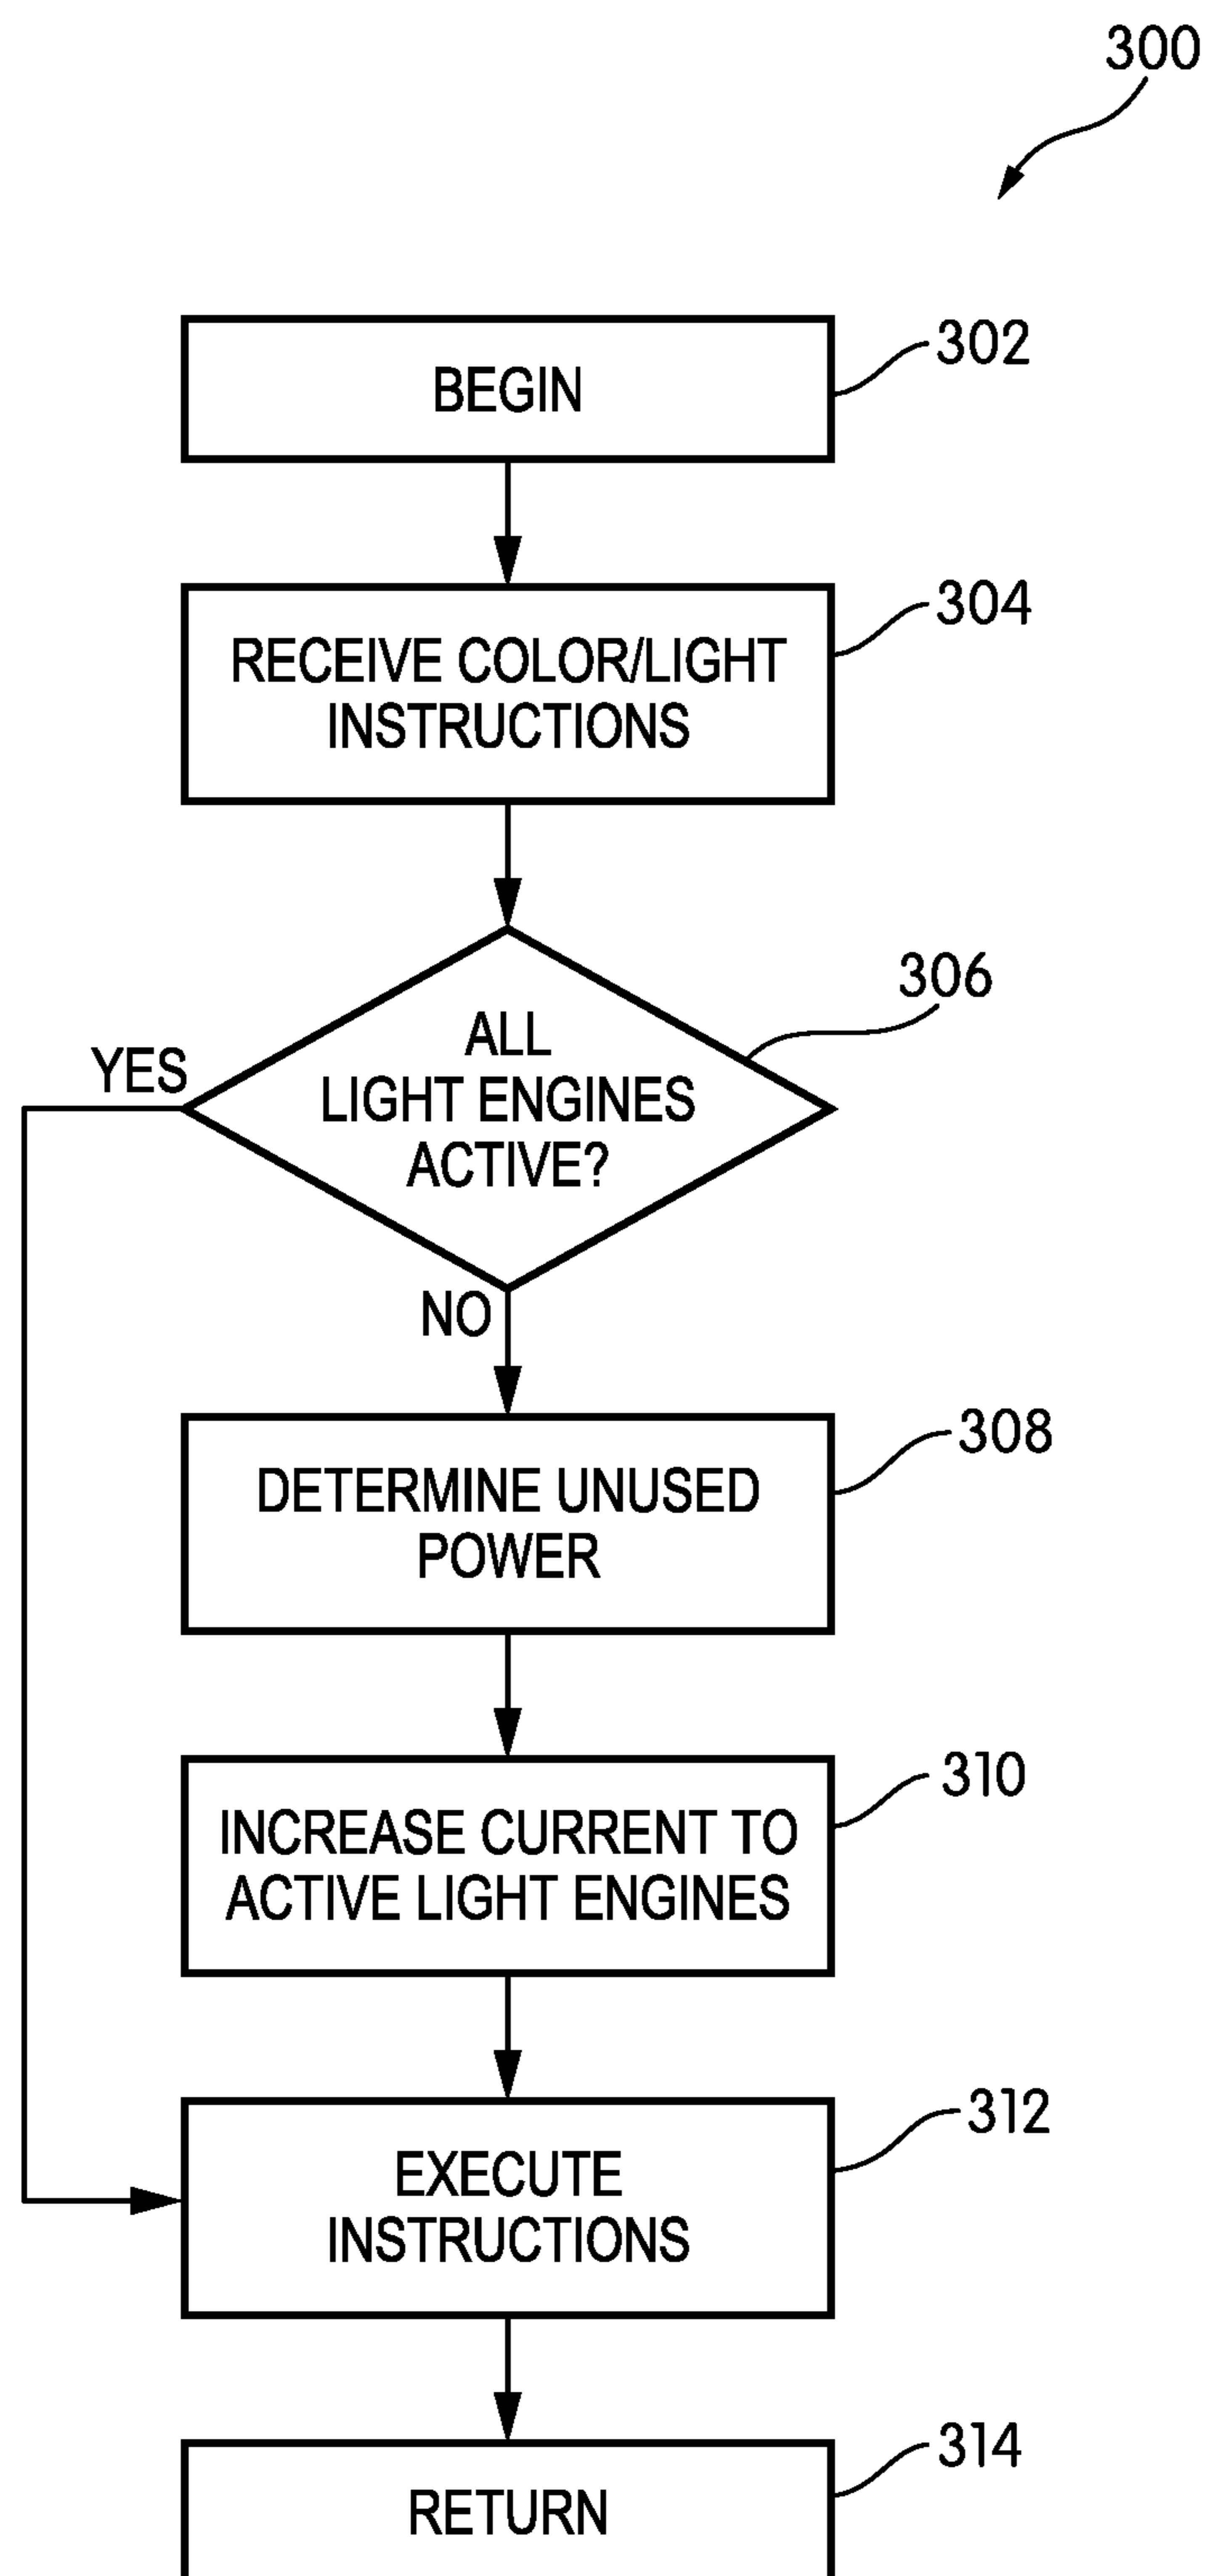 300
BEGIN
302
RECEIVE COLOR/LIGHT
INSTRUCTIONS
304
ALL
LIGHT ENGINES
ACTIVE?
306
YES
NO
DETERMINE UNUSED
POWER
308
INCREASE CURRENT TO
ACTIVE LIGHT ENGINES
310
EXECUTE
INSTRUCTIONS
312
RETURN
314